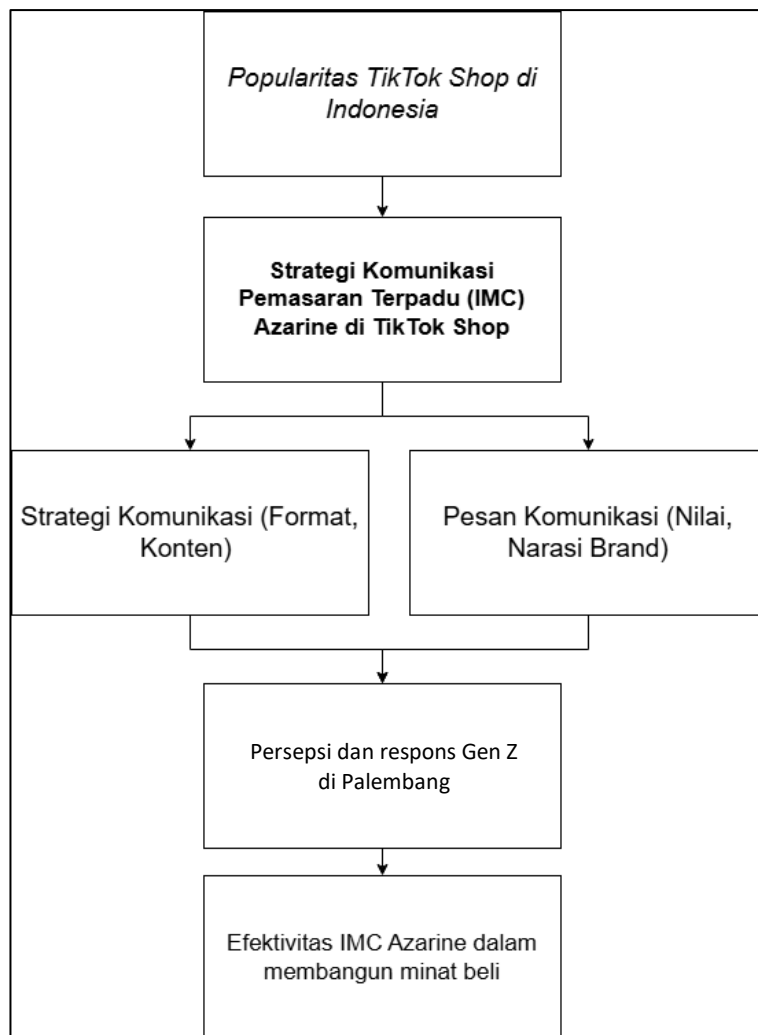 Popularitas TikTok Shop di
Indonesia
Strategi Komunikasi
Pemasaran Terpadu (IMC)
Azarine di TikTok Shop
Strategi Komunikasi (Format,
Konten)
Pesan Komunikasi (Nilai,
Narasi Brand)
Persepsi dan respons Gen Z
di Palembang
Efektivitas IMC Azarine dalam
membangun minat beli